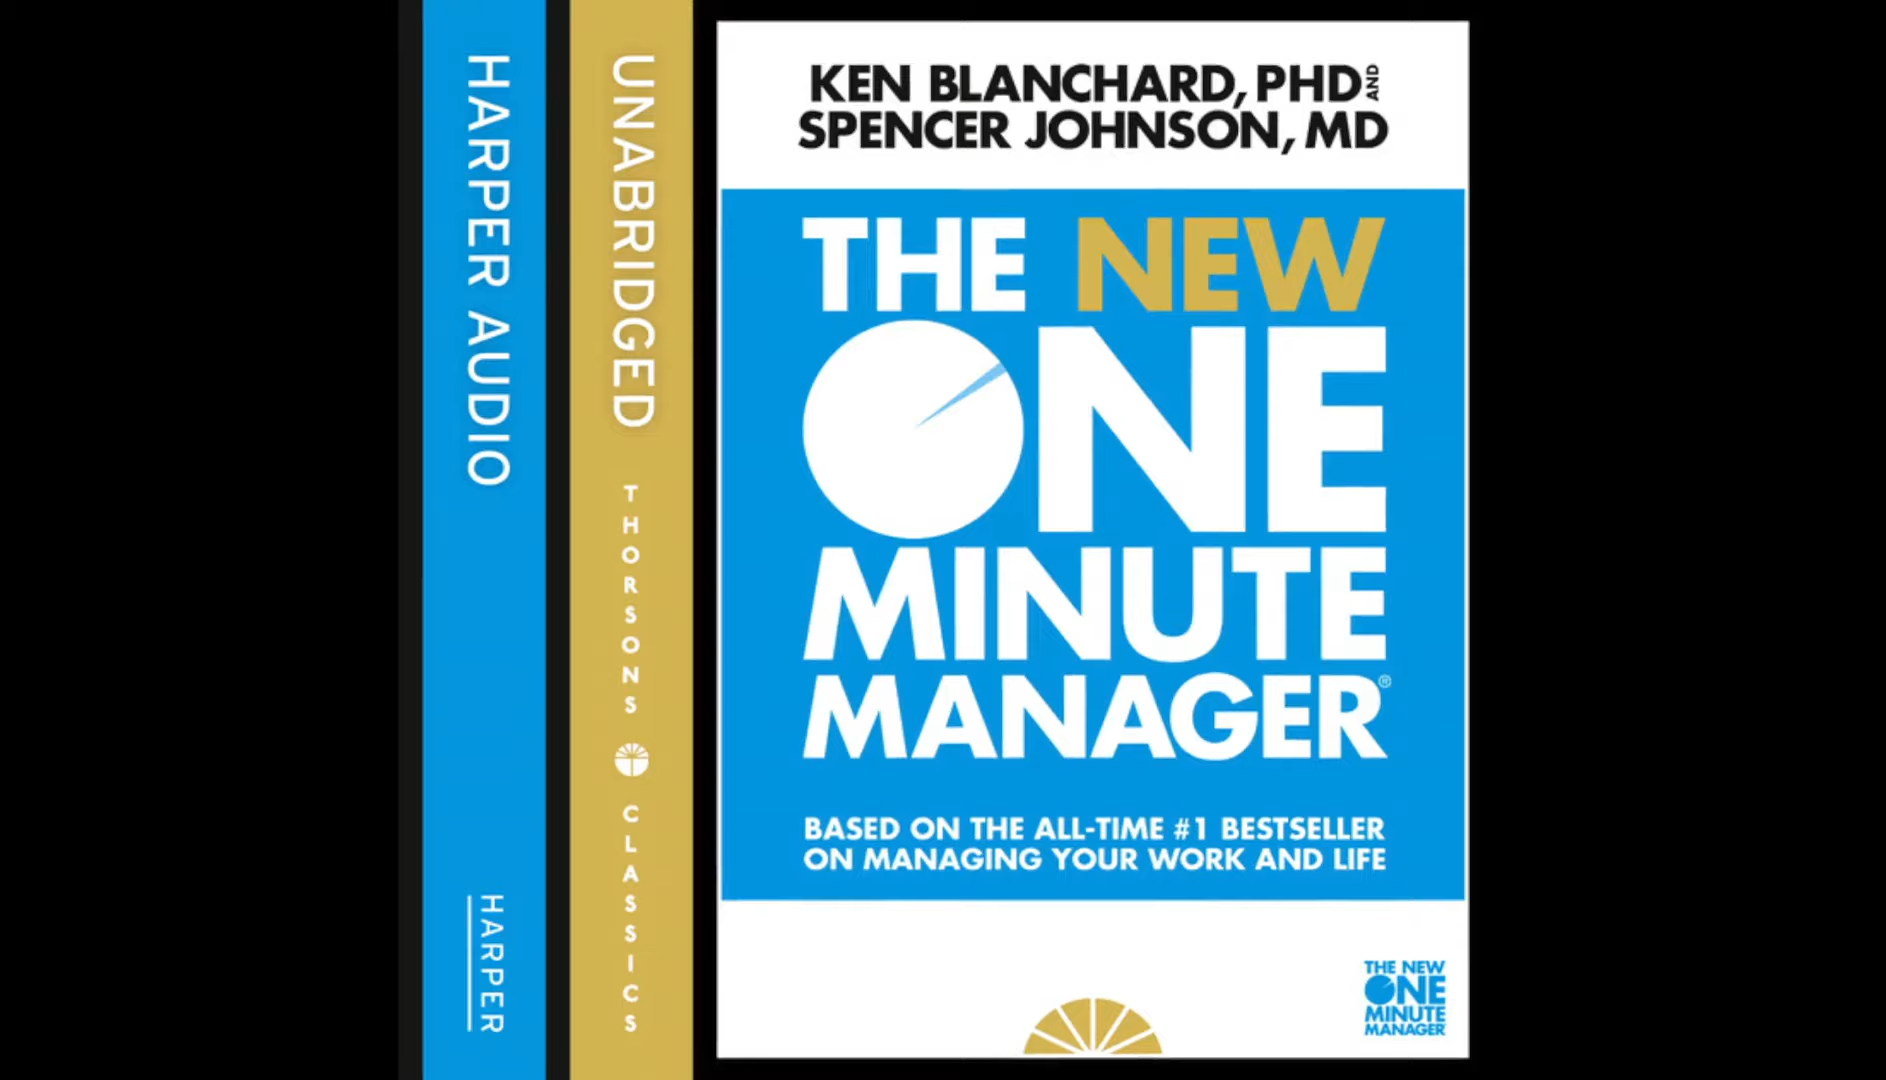 HARPER AUDIO
HARPER
UNABRIDGED
THORSONS
CLASSICS
KEN BLANCHARD, PHD AND
SPENCER JOHNSON, MD
THE NEW
ONE
MINUTE
MANAGER®
BASED ON THE ALL-TIME #1 BESTSELLER
ON MANAGING YOUR WORK AND LIFE
THE NEW
ONE
MINUTE
MANAGER